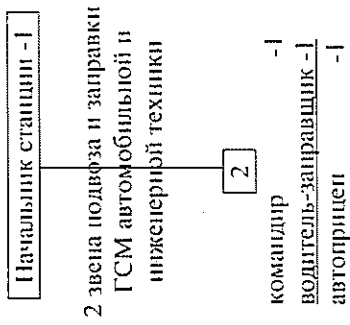 Начальник станции -1
2 звена подвоза и заправки
ГСМ автомобильной и
инженерной техники
2
командир -1
водитель-заправщик -1
автоприцеп -1